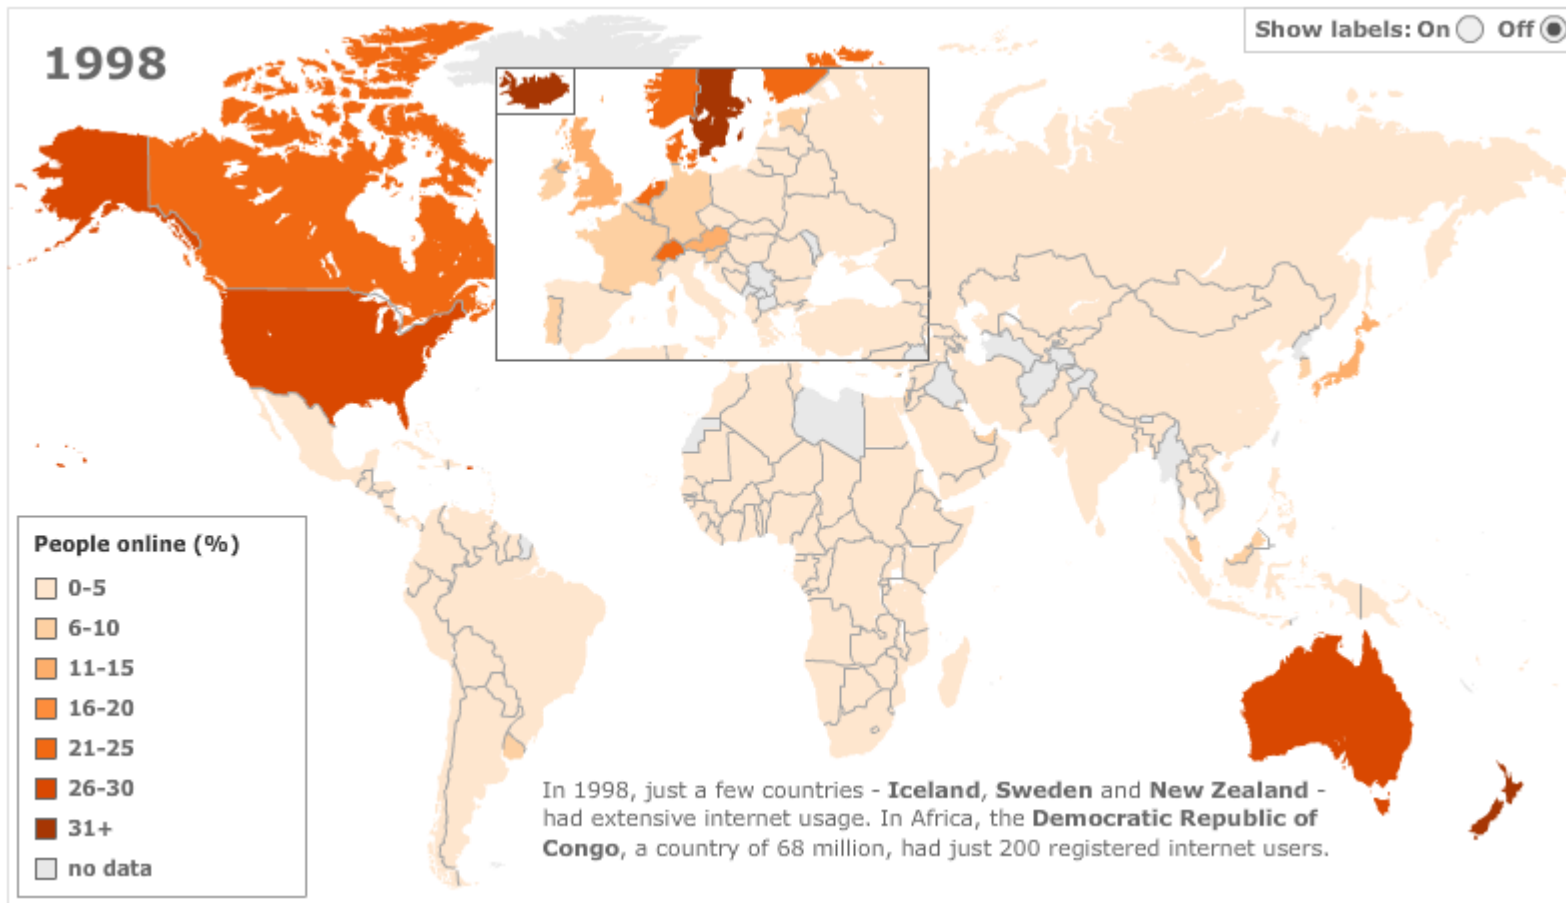 Show labels: On Off
1998
People online (%)
0-5
6-10
11-15
16-20
21-25
26-30
31+
no data
In 1998, just a few countries - Iceland, Sweden and New Zealand -
had extensive internet usage. In Africa, the Democratic Republic of
Congo, a country of 68 million, had just 200 registered internet users.